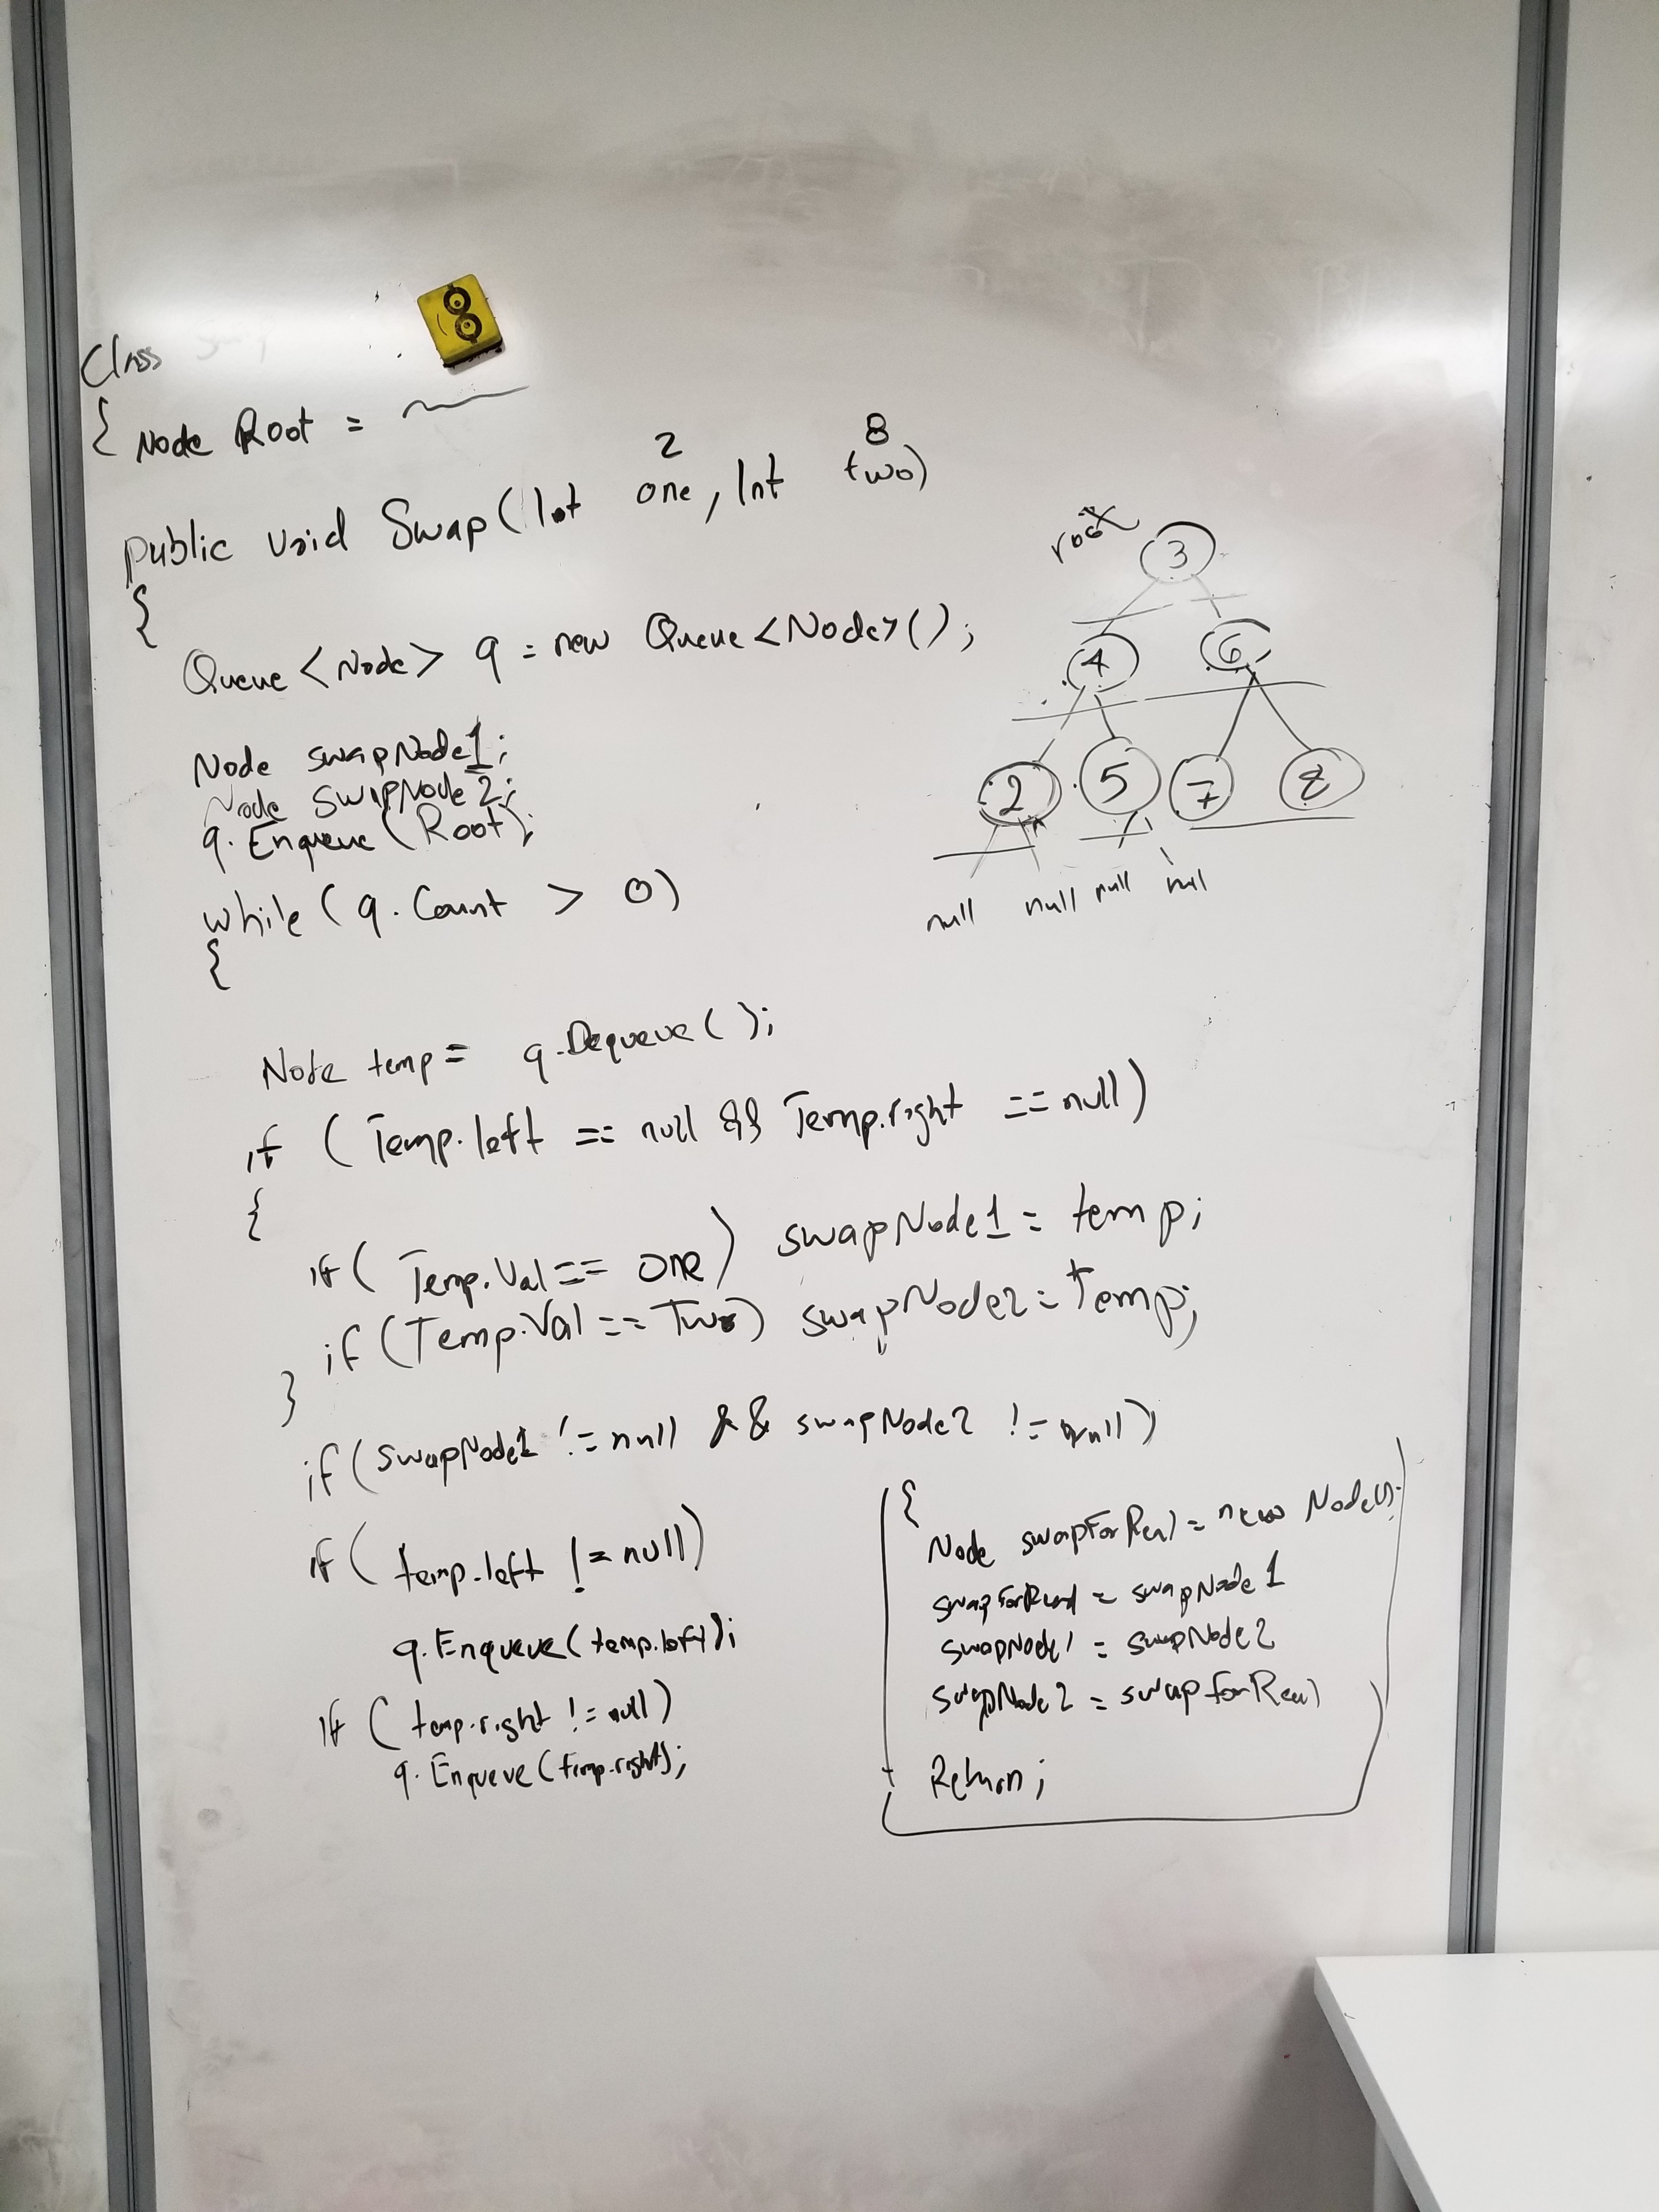 8
Class
{ Node Root =
2 8
public void Swap(Int one, Int two)
{
Queue <Node> q = new Queue <Node>();
Node swapNode1;
Node swapNode2;
q.Enqueue(Root);
while (q.Count > 0)
{
Node temp = q.Dequeue();
if (Temp.left == null && Temp.right == null)
{
if (Temp.Val == one) swapNode1 = temp;
if (Temp.Val == Two) swapNode2 = Temp;
}
if (swapNode1 != null && swapNode2 != null)
if (temp.left != null)
q.Enqueue(temp.left);
if (temp.right != null)
q.Enqueue(temp.right);
{
Node swapForReal = new Node();
swapForReal = swapNode1
swapNode1 = swapNode2
swapNode2 = swapForReal
Return;
root
3
4 6
2 5 7 8
null null null null